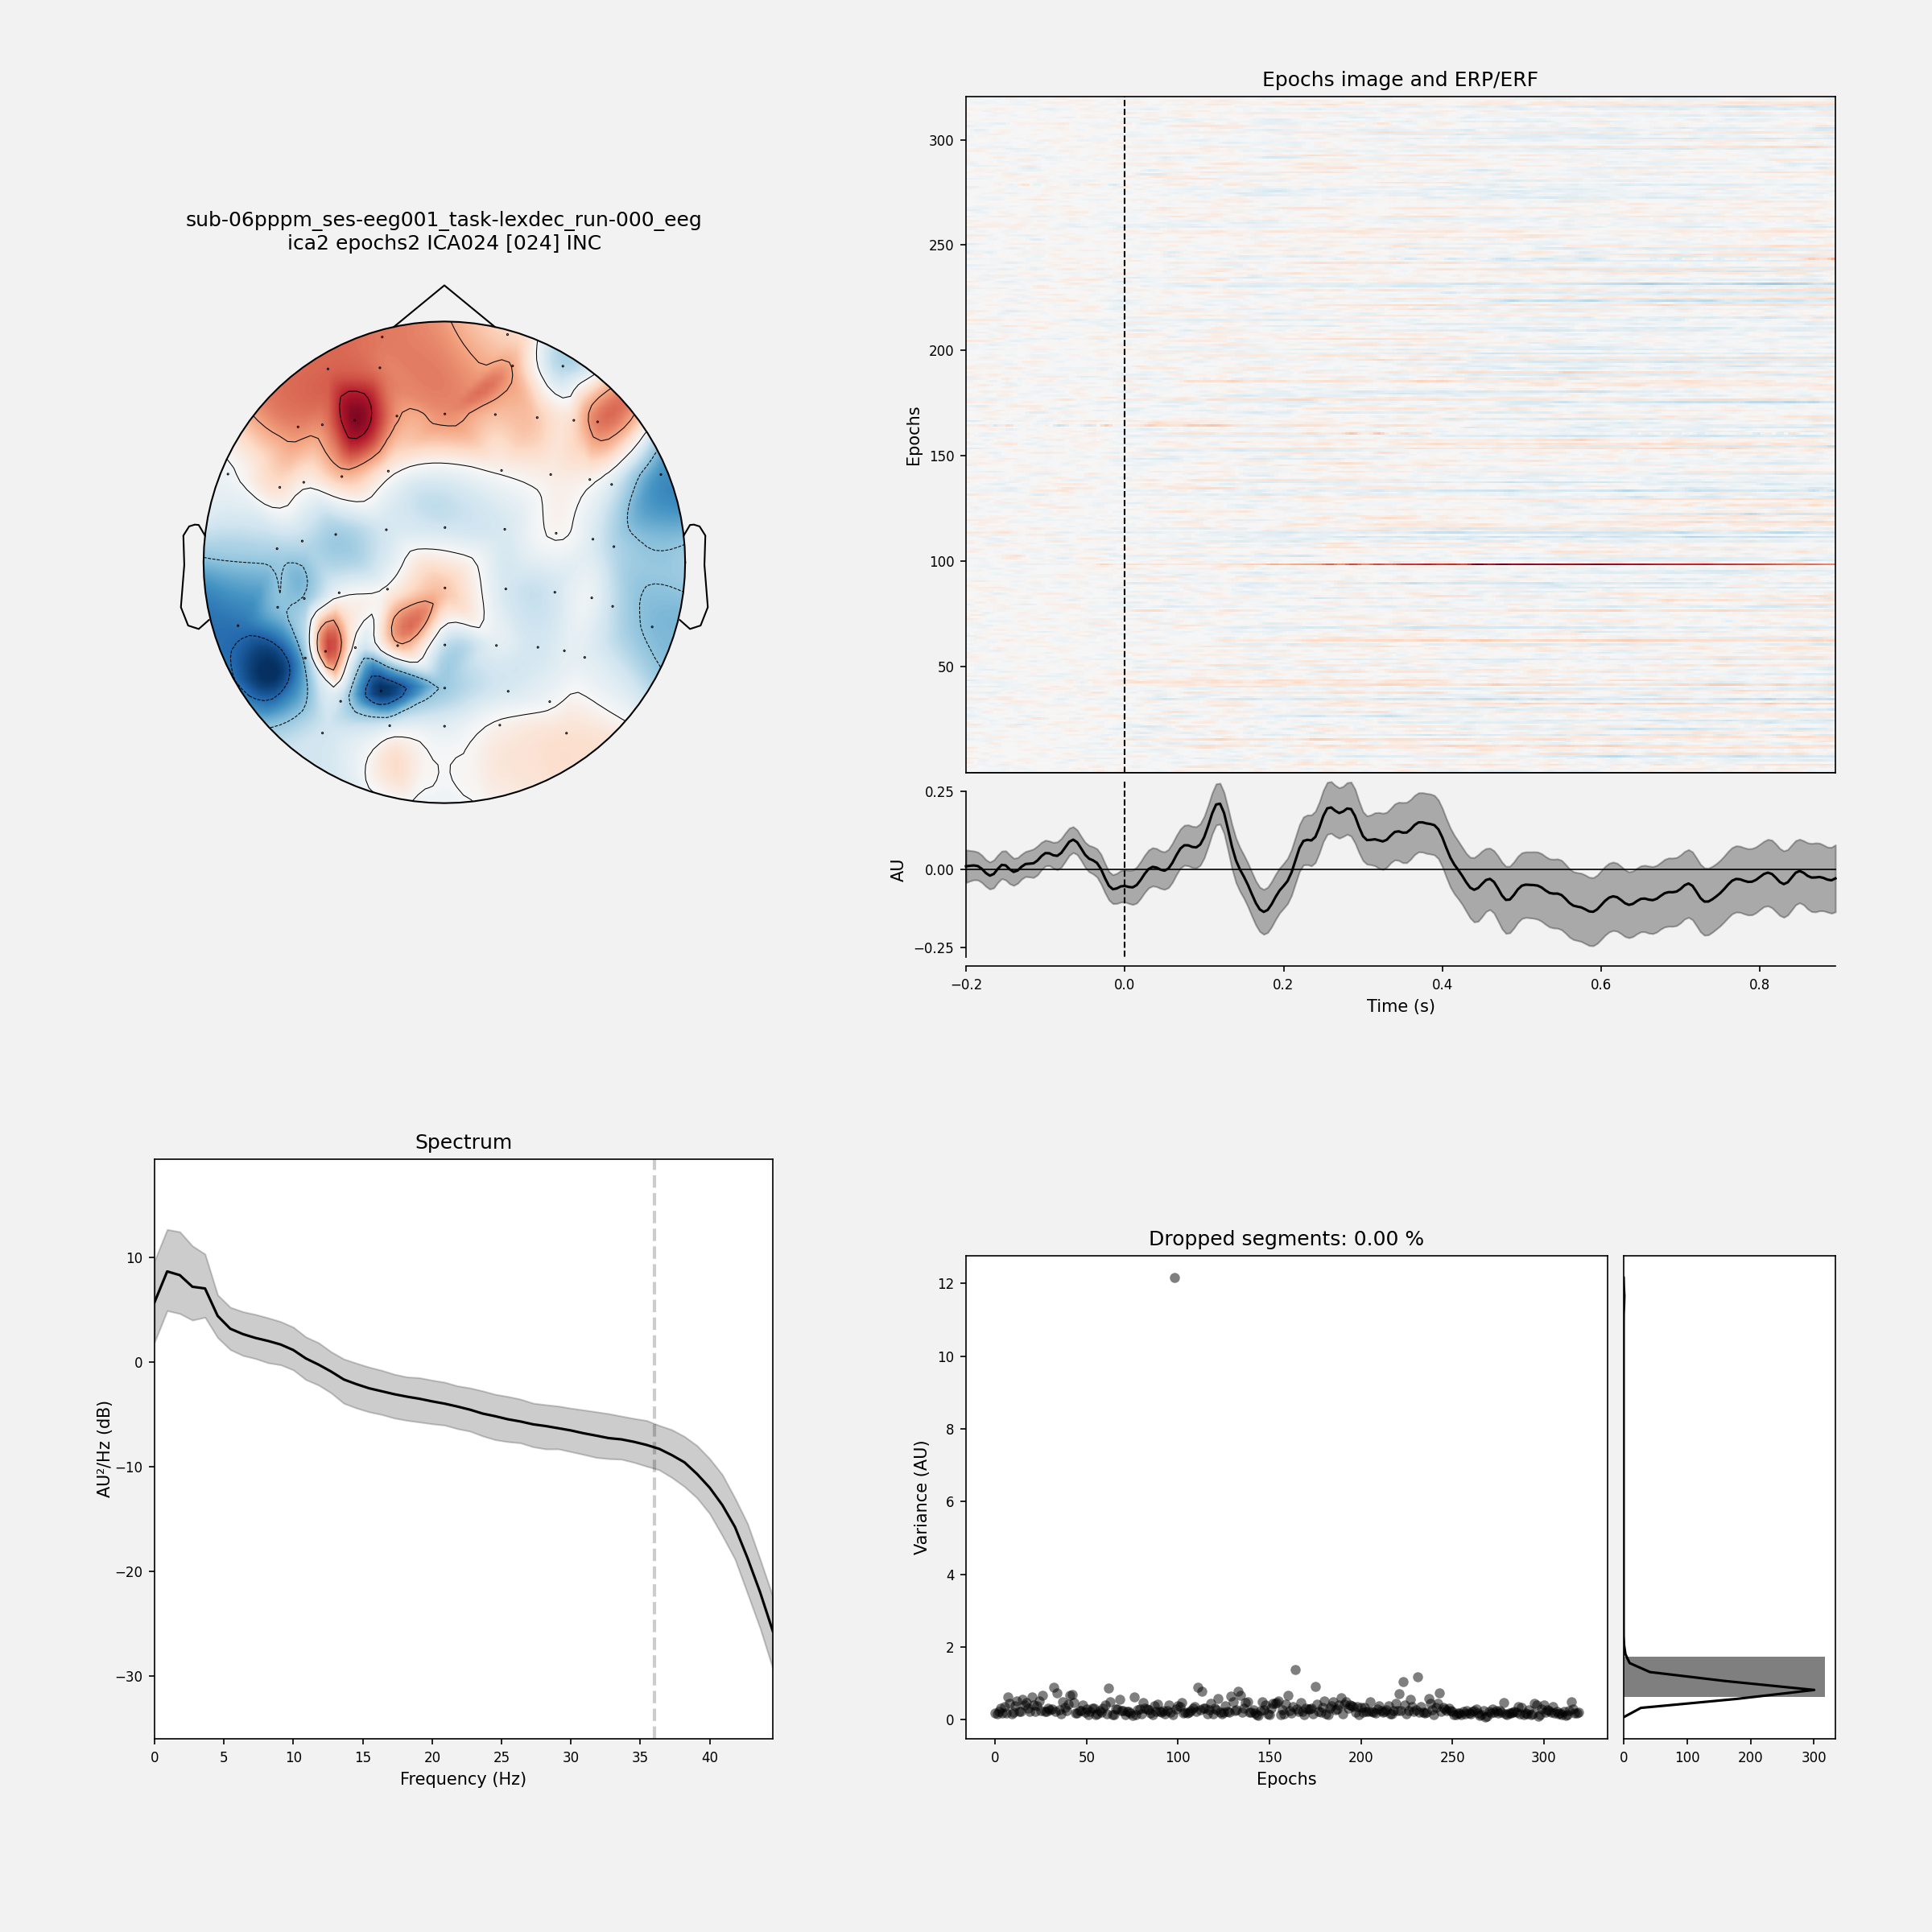 sub-06pppm_ses-eeg001_task-lexdec_run-000_eeg
ica2 epochs2 ICA024 [024] INC
Epochs image and ERP/ERF
Epochs
300
250
200
150
100
50
AU
0.25
0.00
−0.25
−0.2 0.0 0.2 0.4 0.6 0.8
Time (s)
Spectrum
AU²/Hz (dB)
10
0
−10
−20
−30
0 5 10 15 20 25 30 35 40
Frequency (Hz)
Dropped segments: 0.00 %
Variance (AU)
12
10
8
6
4
2
0
0 50 100 150 200 250 300
Epochs
0 100 200 300